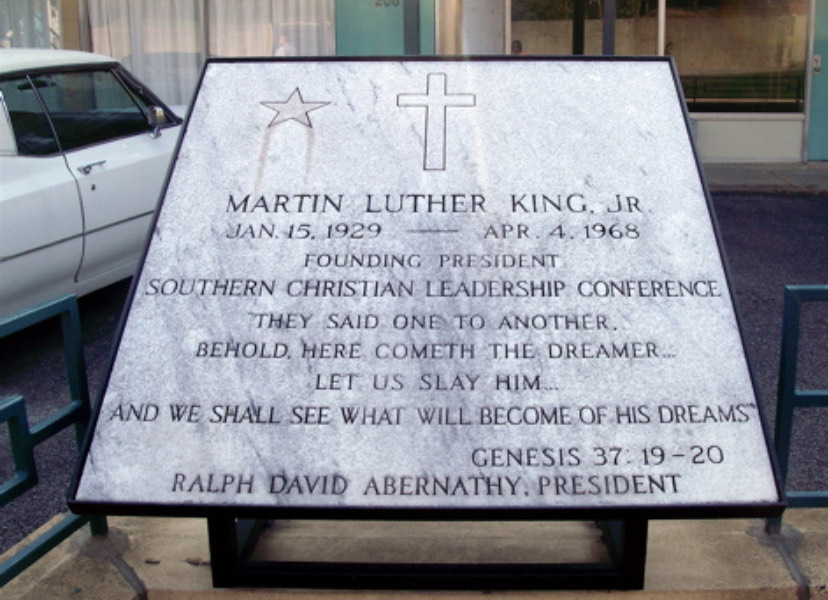 200
MARTIN LUTHER KING, JR.
JAN. 15, 1929 — APR. 4, 1968
FOUNDING PRESIDENT
SOUTHERN CHRISTIAN LEADERSHIP CONFERENCE
"THEY SAID ONE TO ANOTHER,
BEHOLD, HERE COMETH THE DREAMER...
LET US SLAY HIM...
AND WE SHALL SEE WHAT WILL BECOME OF HIS DREAMS"
GENESIS 37: 19-20
RALPH DAVID ABERNATHY, PRESIDENT